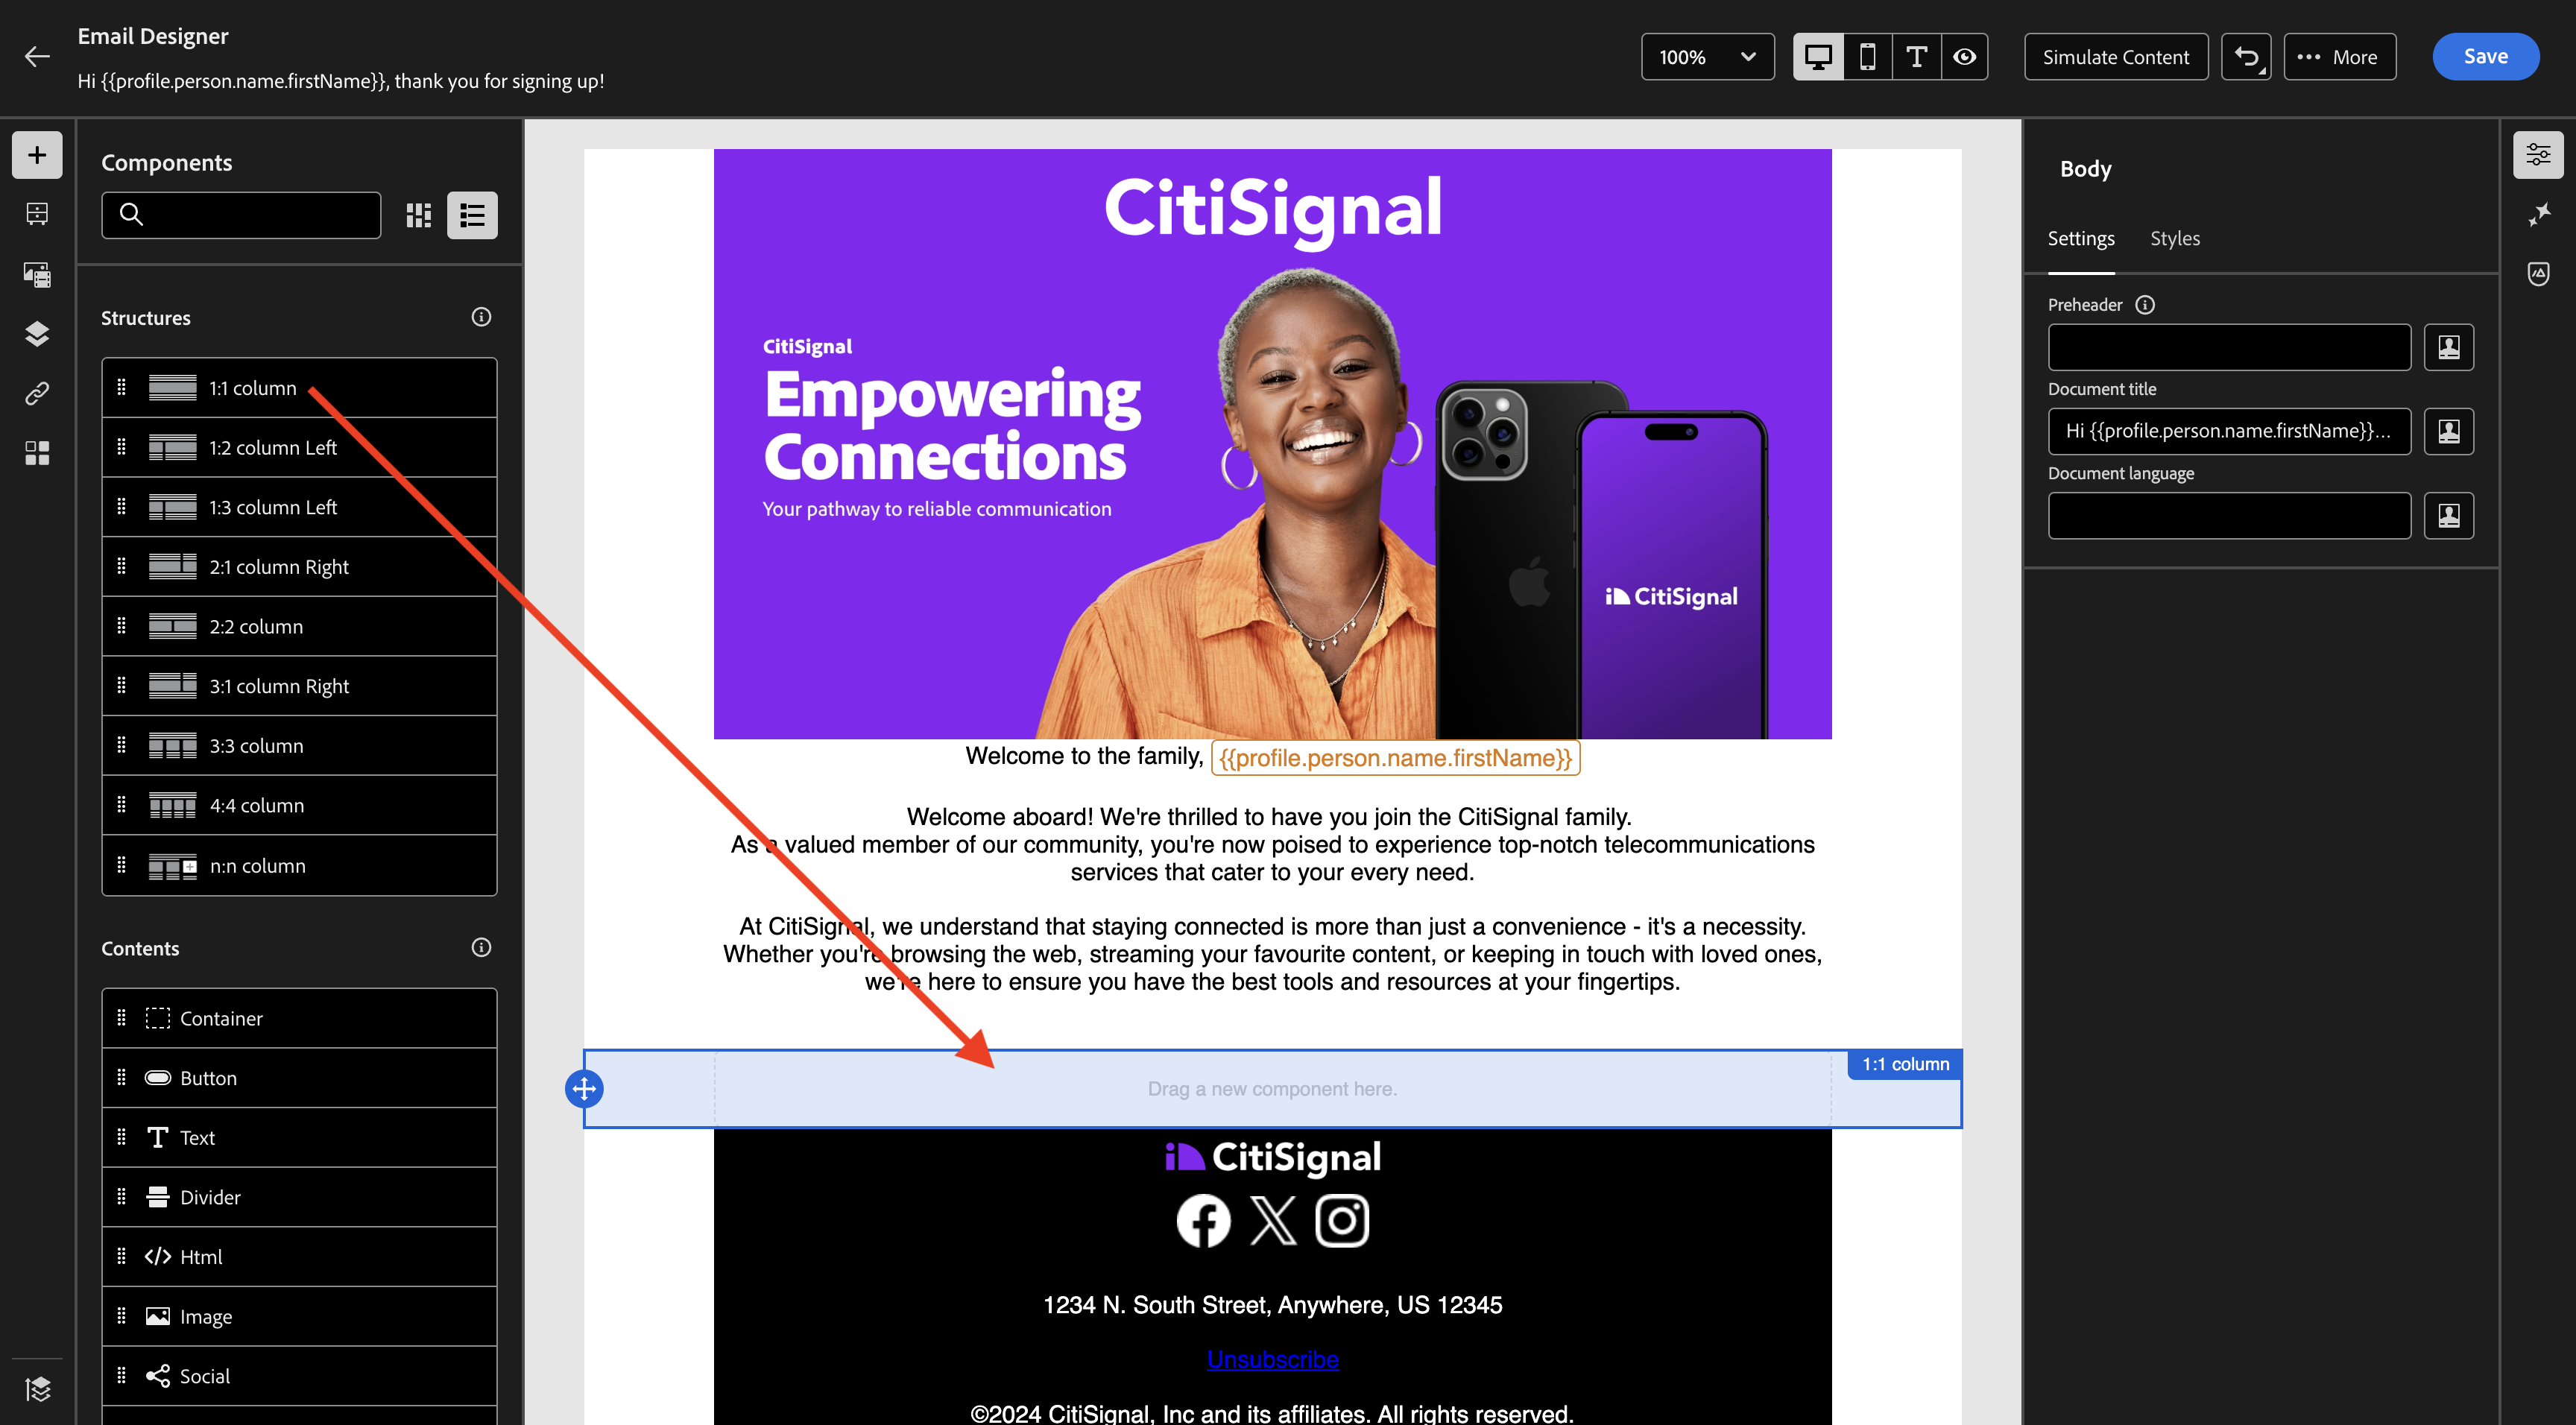 Email Designer
Hi {{profile.person.name.firstName}}, thank you for signing up!
100%
Simulate Content
More
Save
Components
Structures
1:1 column
1:2 column Left
1:3 column Left
2:1 column Right
2:2 column
3:1 column Right
3:3 column
4:4 column
n:n column
Contents
Container
Button
Text
Divider
Html
Image
Social
CitiSignal
CitiSignal
Empowering
Connections
Your pathway to reliable communication
CitiSignal
Welcome to the family, {{profile.person.name.firstName}}
Welcome aboard! We're thrilled to have you join the CitiSignal family.
As a valued member of our community, you're now poised to experience top-notch telecommunications
services that cater to your every need.
At CitiSignal, we understand that staying connected is more than just a convenience - it's a necessity.
Whether you're browsing the web, streaming your favourite content, or keeping in touch with loved ones,
we're here to ensure you have the best tools and resources at your fingertips.
1:1 column
Drag a new component here.
CitiSignal
1234 N. South Street, Anywhere, US 12345
Unsubscribe
©2024 CitiSignal, Inc and its affiliates. All rights reserved.
Body
Settings
Styles
Preheader
Document title
Hi {{profile.person.name.firstName}}...
Document language